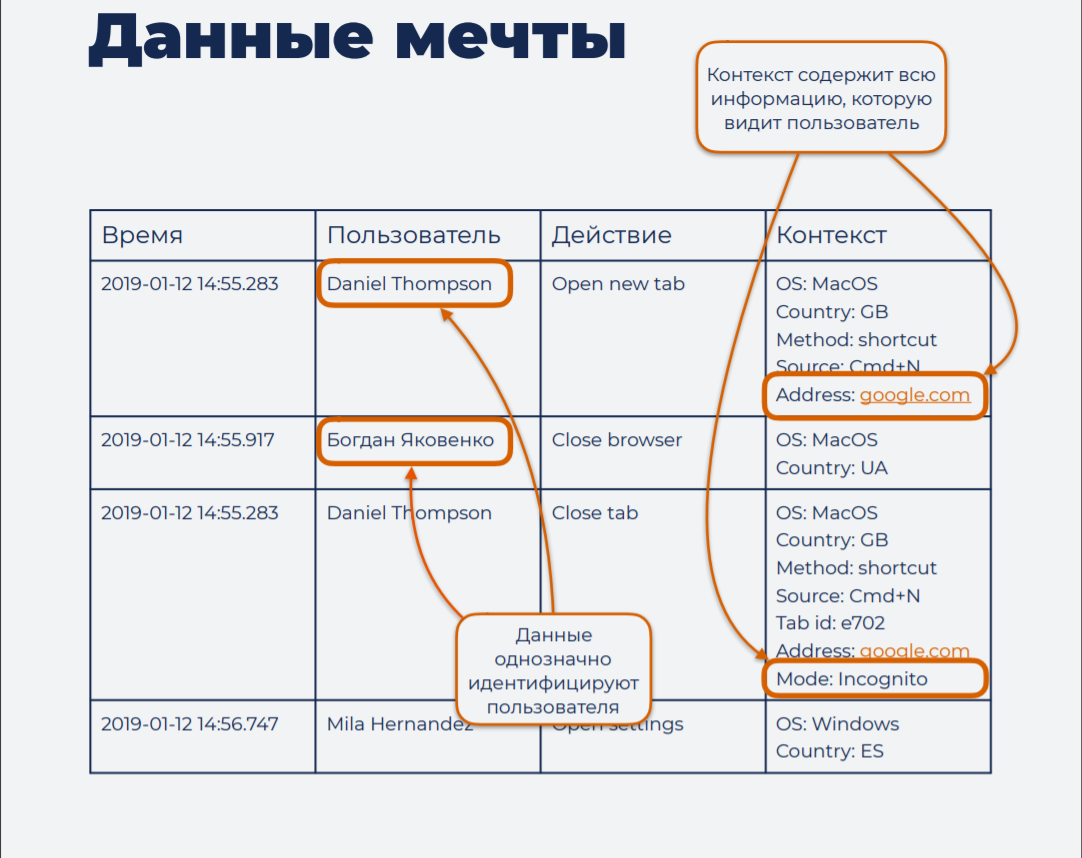 Данные мечты
Контекст содержит всю
информацию, которую
видит пользователь
Время Пользователь Действие Контекст
2019-01-12 14:55.283 Daniel Thompson Open new tab OS: MacOS
Country: GB
Method: shortcut
Source: Cmd+N
Address: google.com
2019-01-12 14:55.917 Богдан Яковенко Close browser OS: MacOS
Country: UA
2019-01-12 14:55.283 Daniel Thompson Close tab OS: MacOS
Country: GB
Method: shortcut
Source: Cmd+N
Tab id: e702
Address: google.com
Mode: Incognito
Данные
однозначно
идентифицируют
пользователя
2019-01-12 14:56.747 Mila Hernandez Open settings OS: Windows
Country: ES